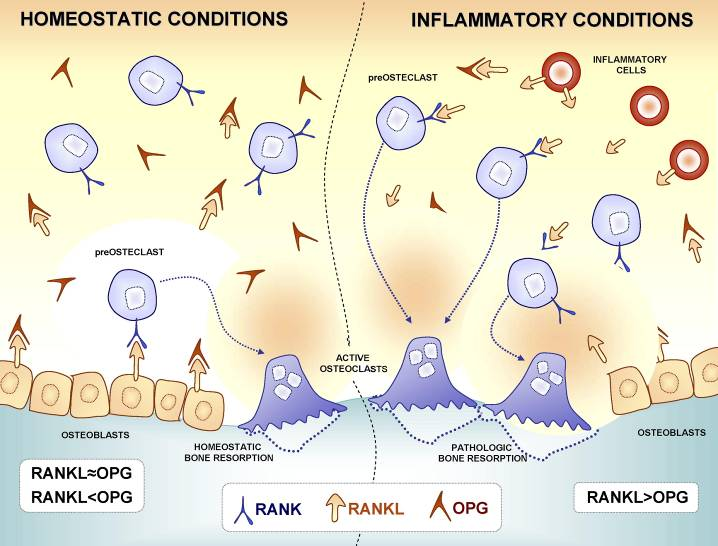 HOMEOSTATIC CONDITIONS
INFLAMMATORY CONDITIONS
INFLAMMATORY
CELLS
preOSTECLAST
preOSTECLAST
ACTIVE
OSTEOCLASTS
OSTEOBLASTS
HOMEOSTATIC
BONE RESORPTION
PATHOLOGIC
BONE RESORPTION
OSTEOBLASTS
RANKL≈OPG
RANKL<OPG
RANK
RANKL
OPG
RANKL>OPG